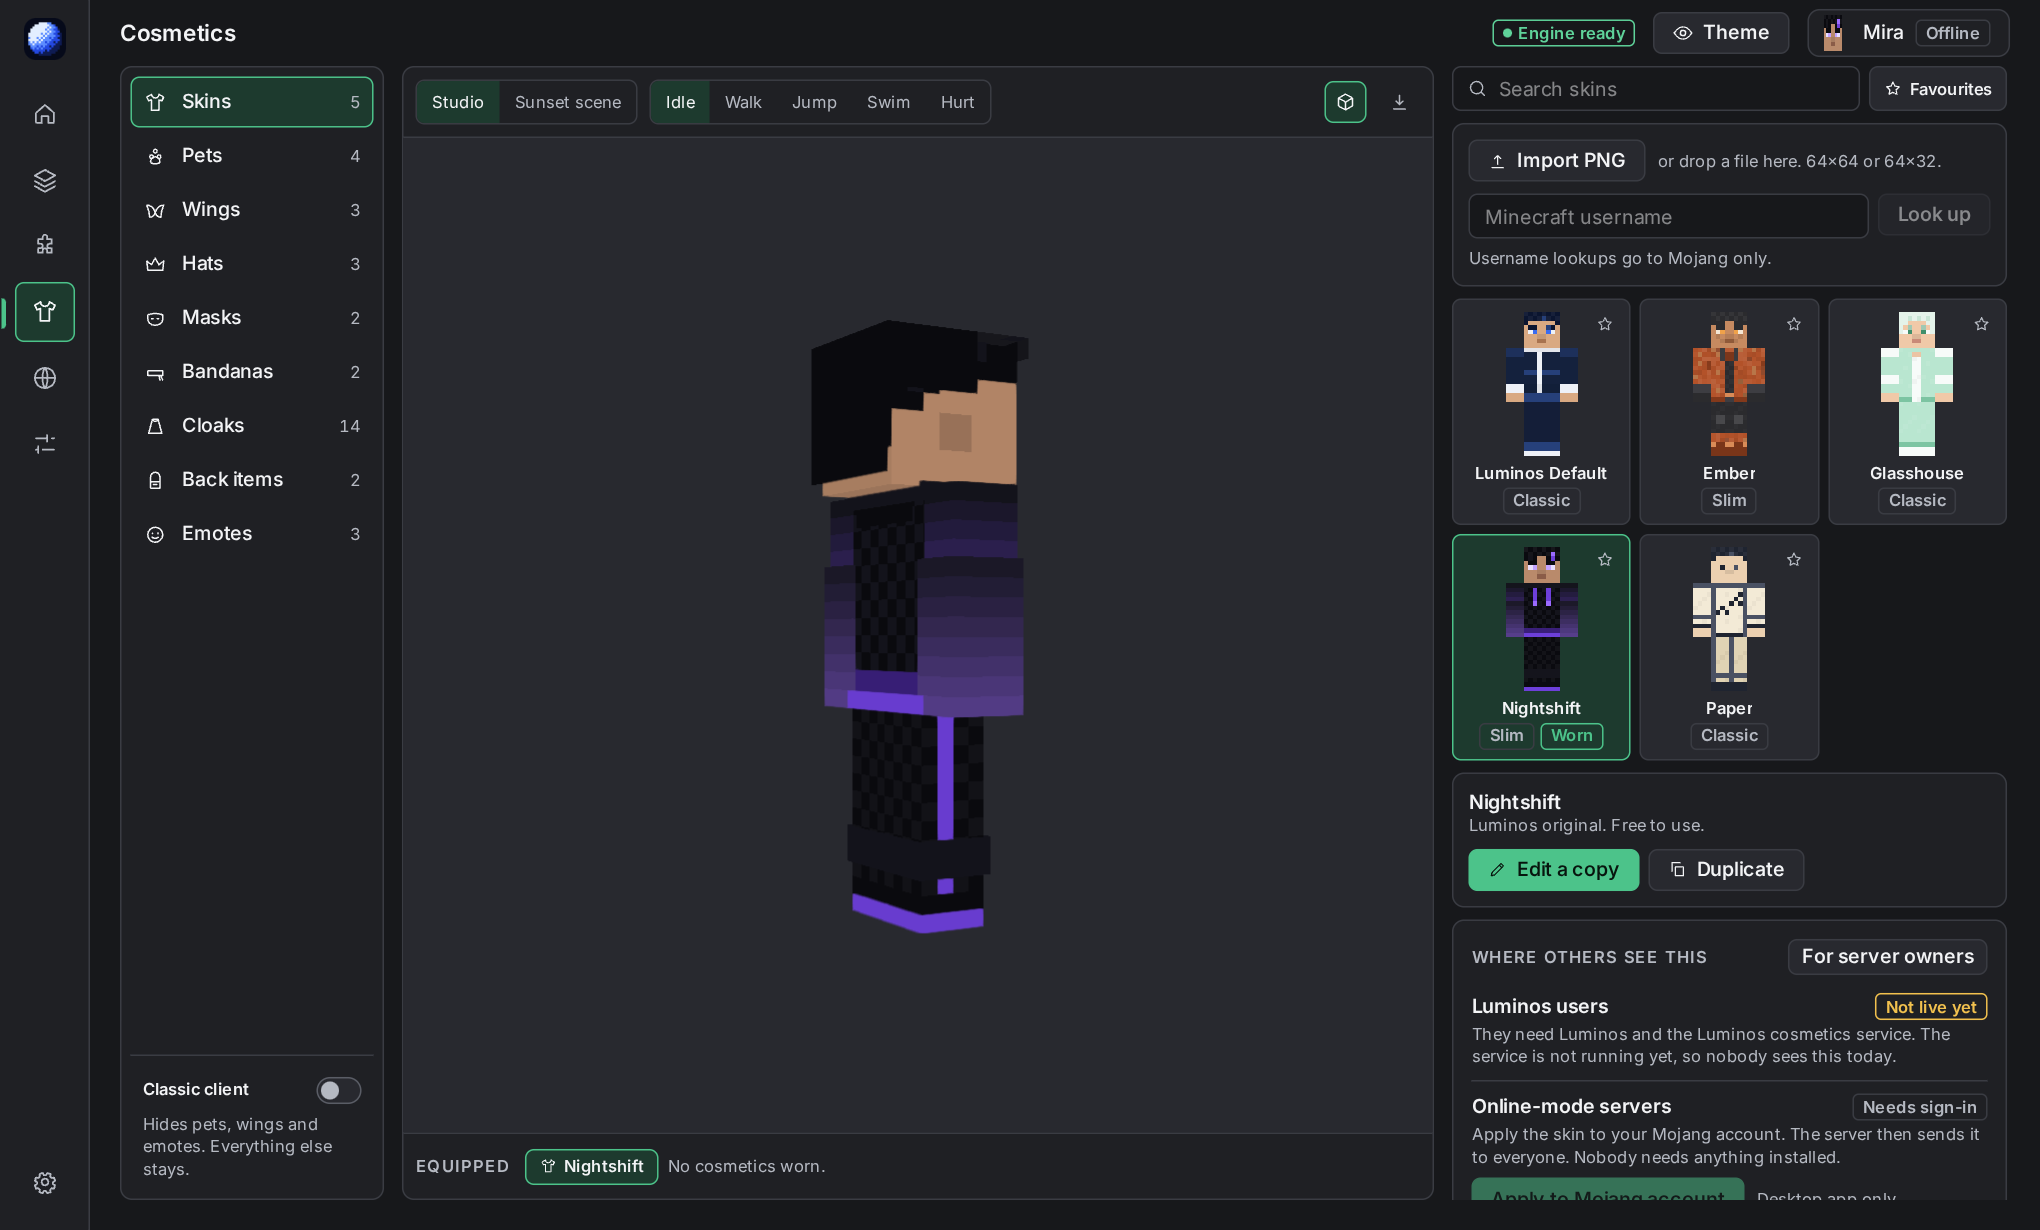 Cosmetics
Engine ready
Theme
Mira
Offline
Skins 5
Pets 4
Wings 3
Hats 3
Masks 2
Bandanas 2
Cloaks 14
Back items 2
Emotes 3
Classic client
Hides pets, wings and
emotes. Everything else
stays.
Studio Sunset scene
Idle Walk Jump Swim Hurt
EQUIPPED
Nightshift
No cosmetics worn.
Search skins
Favourites
Import PNG
or drop a file here. 64×64 or 64×32.
Minecraft username
Look up
Username lookups go to Mojang only.
Luminos Default
Classic
Ember
Slim
Glasshouse
Classic
Nightshift
Slim Worn
Paper
Classic
Nightshift
Luminos original. Free to use.
Edit a copy
Duplicate
WHERE OTHERS SEE THIS
For server owners
Luminos users
Not live yet
They need Luminos and the Luminos cosmetics service. The
service is not running yet, so nobody sees this today.
Online-mode servers
Needs sign-in
Apply the skin to your Mojang account. The server then sends it
to everyone. Nobody needs anything installed.
Apply to Mojang account
Desktop app only